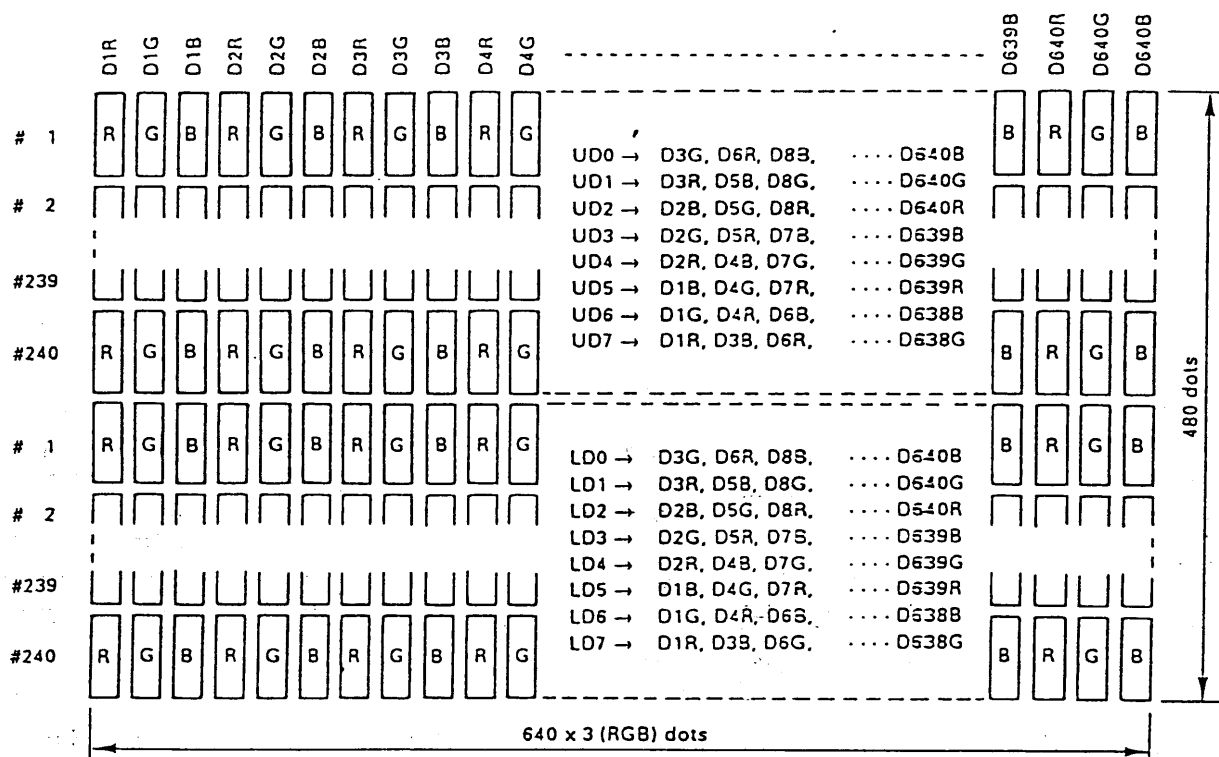 D1R D1G D1B D2R D2G D2B D3R D3G D3B D4R D4G D639B D640R D640G D640B
# 1 R G B R G B R G B R G B R G B
UD0 → D3G, D6R, D8B, ···· D640B
UD1 → D3R, D5B, D8G, ···· D640G
# 2 UD2 → D2B, D5G, D8R, ···· D640R
UD3 → D2G, D5R, D7B, ···· D639B
UD4 → D2R, D4B, D7G, ···· D639G
#239 UD5 → D1B, D4G, D7R, ···· D639R
UD6 → D1G, D4R, D6B, ···· D638B
UD7 → D1R, D3B, D6R, ···· D638G
#240 R G B R G B R G B R G B R G B
480 dots
# 1 R G B R G B R G B R G B R G B
LD0 → D3G, D6R, D8B, ···· D640B
LD1 → D3R, D5B, D8G, ···· D640G
# 2 LD2 → D2B, D5G, D8R, ···· D640R
LD3 → D2G, D5R, D7B, ···· D639B
LD4 → D2R, D4B, D7G, ···· D639G
#239 LD5 → D1B, D4G, D7R, ···· D639R
LD6 → D1G, D4R, D6B, ···· D638B
LD7 → D1R, D3B, D6G, ···· D638G
#240 R G B R G B R G B R G B R G B
640 x 3 (RGB) dots